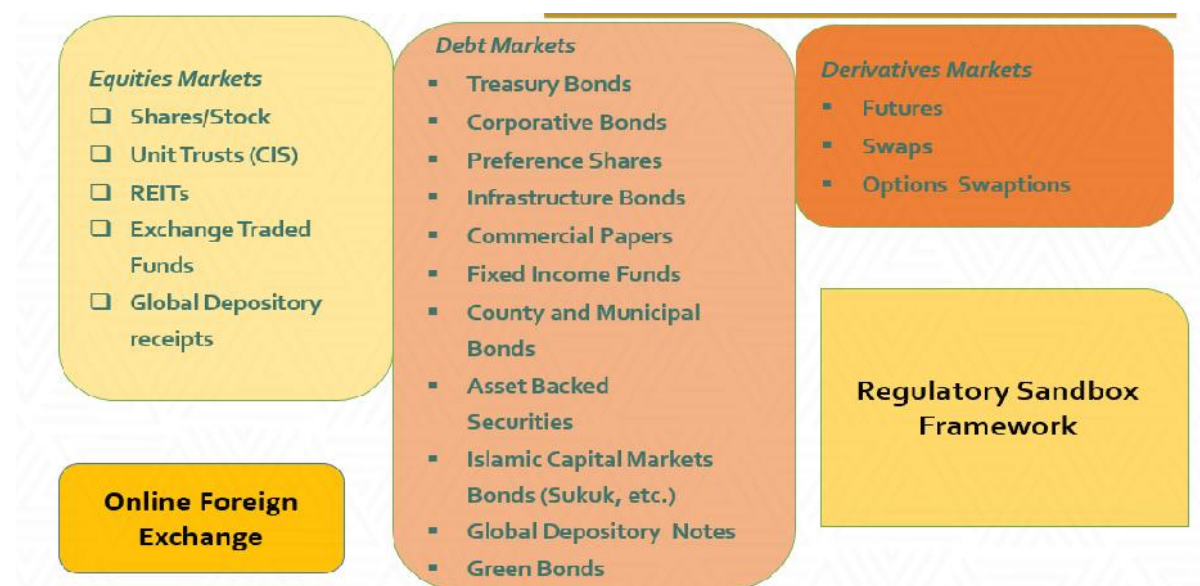 Equities Markets
❑ Shares/Stock
❑ Unit Trusts (CIS)
❑ REITs
❑ Exchange Traded
Funds
❑ Global Depository
receipts
Online Foreign
Exchange
Debt Markets
▪ Treasury Bonds
▪ Corporative Bonds
▪ Preference Shares
▪ Infrastructure Bonds
▪ Commercial Papers
▪ Fixed Income Funds
▪ County and Municipal
Bonds
▪ Asset Backed
Securities
▪ Islamic Capital Markets
Bonds (Sukuk, etc.)
▪ Global Depository Notes
▪ Green Bonds
Derivatives Markets
▪ Futures
▪ Swaps
▪ Options Swaptions
Regulatory Sandbox
Framework